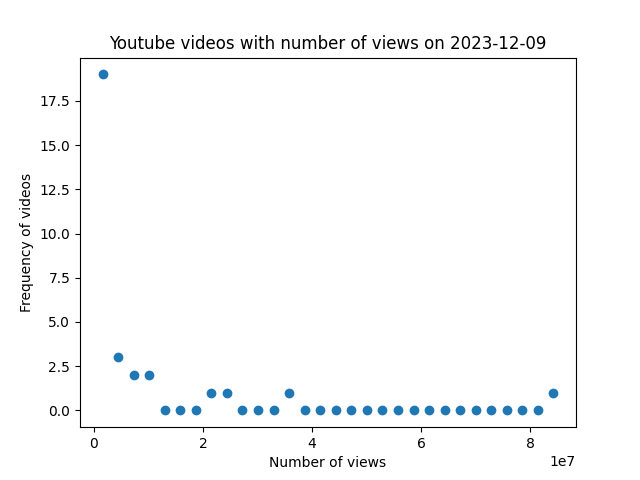 Youtube videos with number of views on 2023-12-09
17.5
15.0
12.5
10.0
7.5
5.0
2.5
0.0
Frequency of videos
0 2 4 6 8
1e7
Number of views